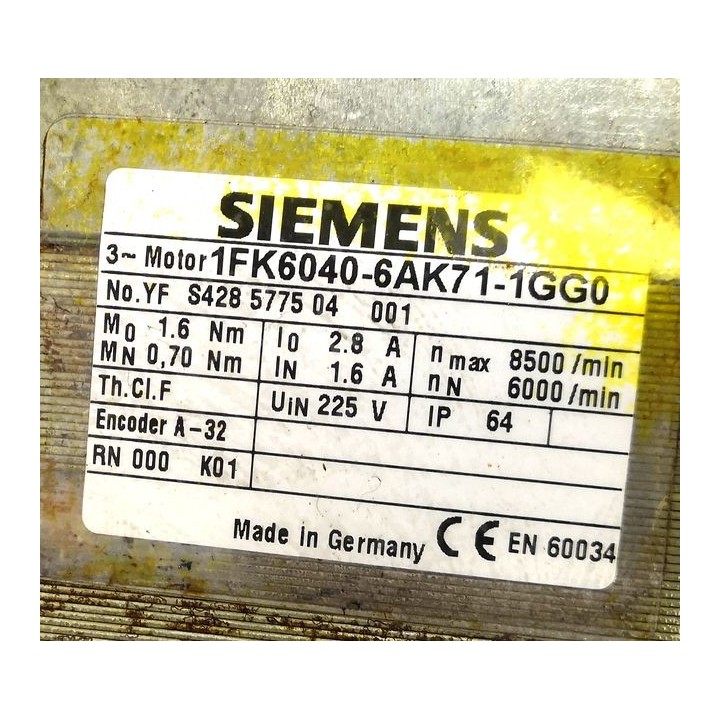 SIEMENS
3~ Motor 1FK6040-6AK71-1GG0
No.YF S428 5775 04 001
M0 1.6 Nm I0 2.8 A n max 8500 /min
MN 0,70 Nm IN 1.6 A nN 6000 /min
Th.Cl.F UIN 225 V IP 64
Encoder A-32
RN 000 K01
Made in Germany CE EN 60034